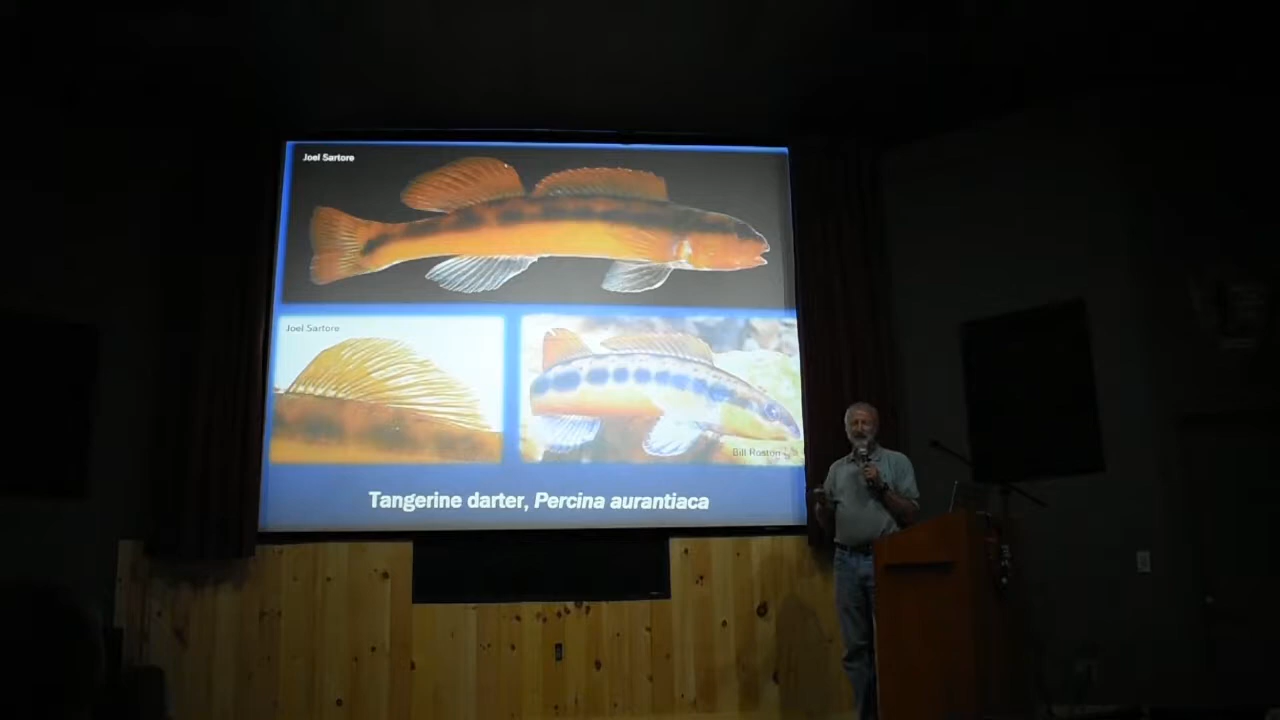 Joel Sartore
Joel Sartore
Bill Roston
Tangerine darter, Percina aurantiaca